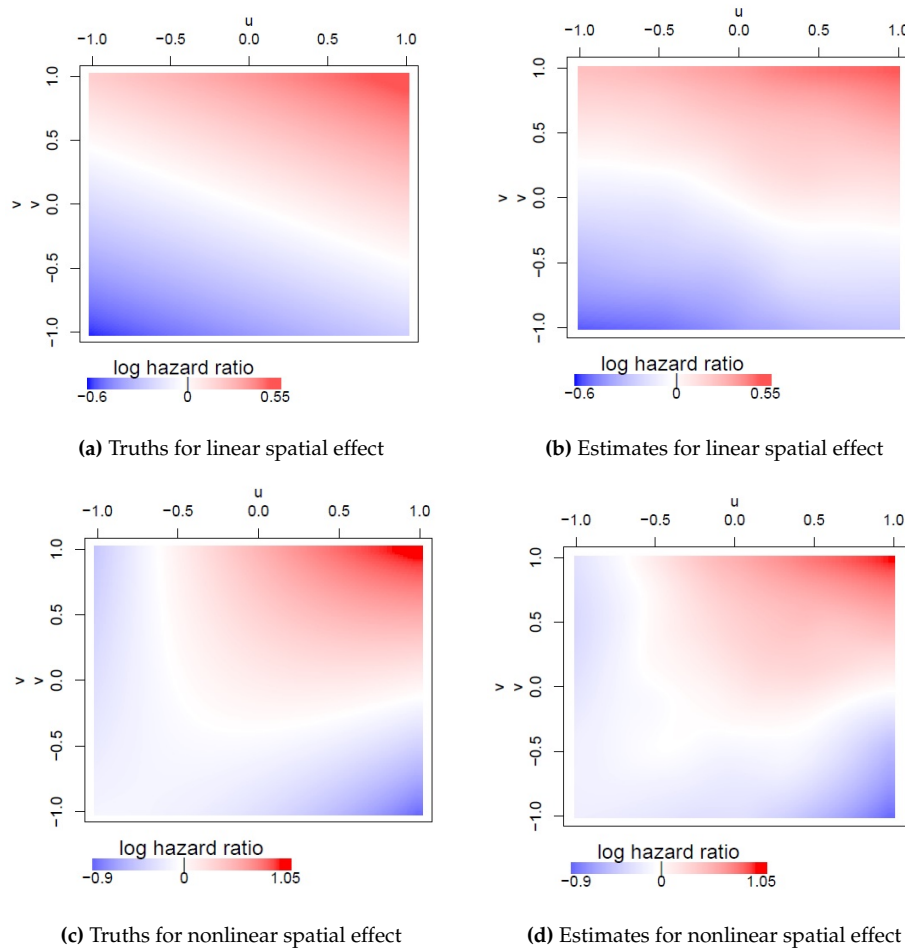 u
−1.0 −0.5 0.0 0.5 1.0
v
v
1.0
0.5
0.0
−0.5
−1.0
log hazard ratio
−0.6 0 0.55
(a) Truths for linear spatial effect
u
−1.0 −0.5 0.0 0.5 1.0
v
v
1.0
0.5
0.0
−0.5
−1.0
log hazard ratio
−0.6 0 0.55
(b) Estimates for linear spatial effect
u
−1.0 −0.5 0.0 0.5 1.0
v
v
1.0
0.5
0.0
−0.5
−1.0
log hazard ratio
−0.9 0 1.05
(c) Truths for nonlinear spatial effect
u
−1.0 −0.5 0.0 0.5 1.0
v
v
1.0
0.5
0.0
−0.5
−1.0
log hazard ratio
−0.9 0 1.05
(d) Estimates for nonlinear spatial effect